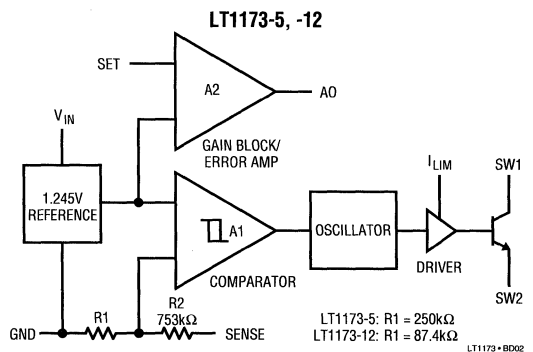 LT1173-5, -12
SET
A2
AO
VIN
GAIN BLOCK/
ERROR AMP
1.245V
REFERENCE
A1
COMPARATOR
OSCILLATOR
ILIM
DRIVER
SW1
SW2
GND
R1
R2
753kΩ
SENSE
LT1173-5: R1 = 250kΩ
LT1173-12: R1 = 87.4kΩ
LT1173 • BD02